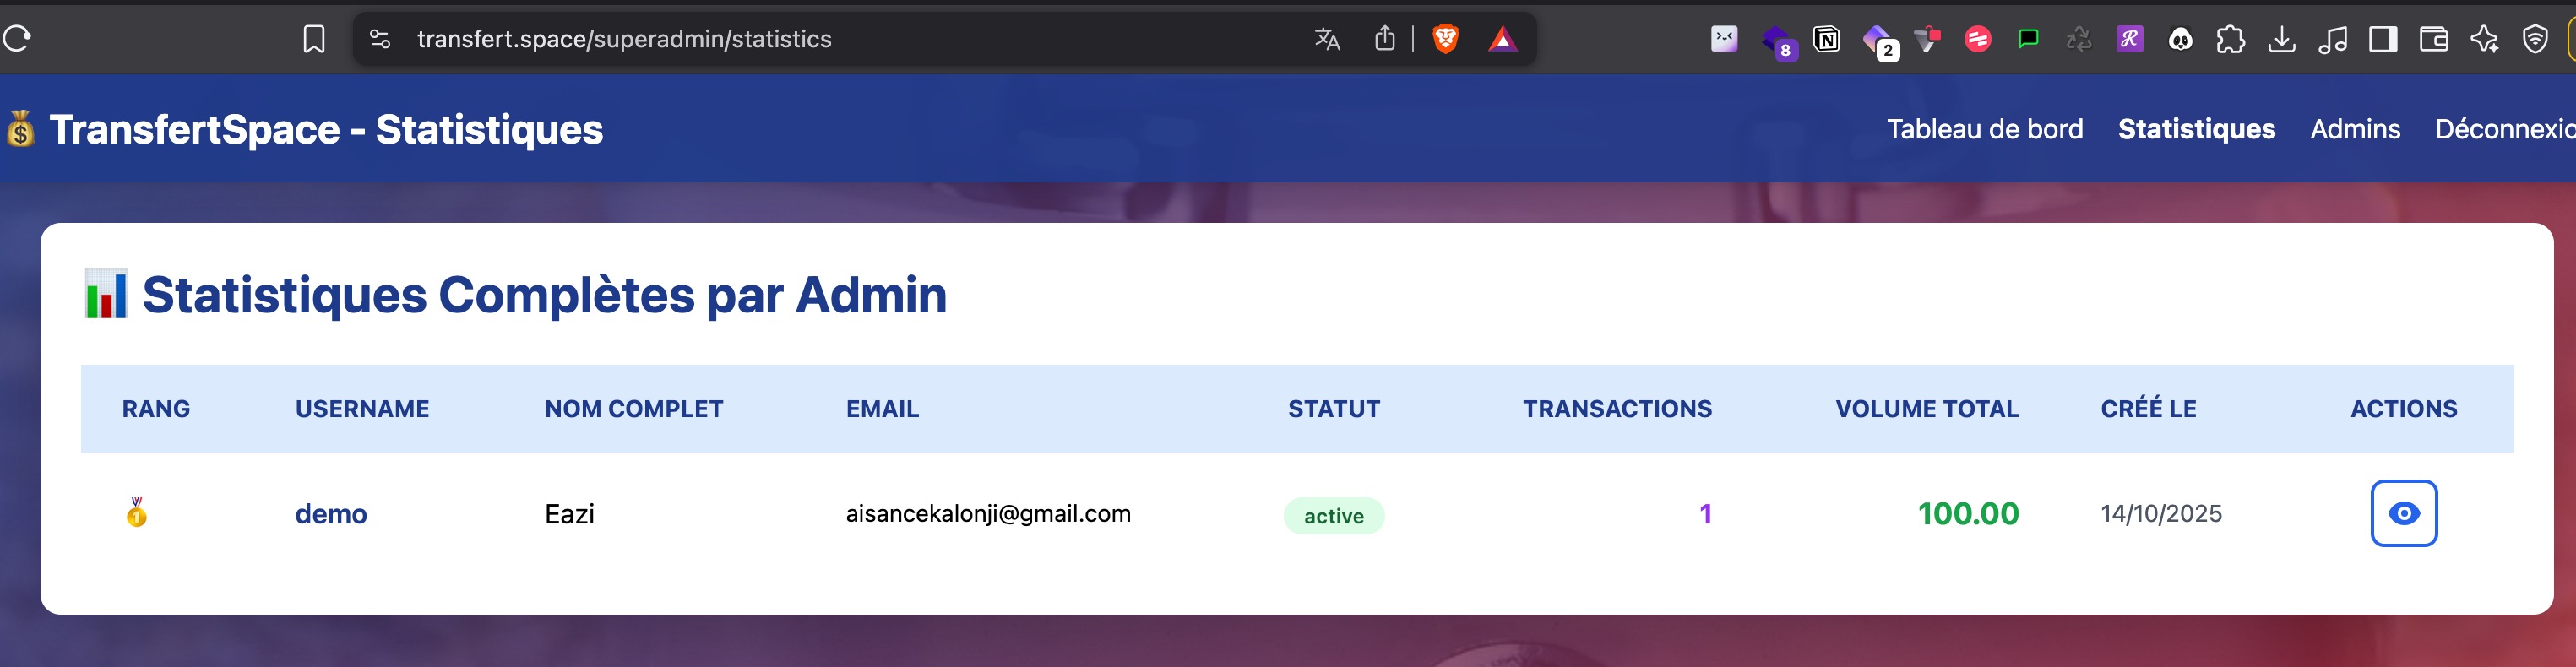 transfert.space/superadmin/statistics
8
2
TransfertSpace - Statistiques
Tableau de bord
Statistiques
Admins
Déconnexio
Statistiques Complètes par Admin
RANG USERNAME NOM COMPLET EMAIL STATUT TRANSACTIONS VOLUME TOTAL CRÉÉ LE ACTIONS
1 demo Eazi aisancekalonji@gmail.com active 1 100.00 14/10/2025